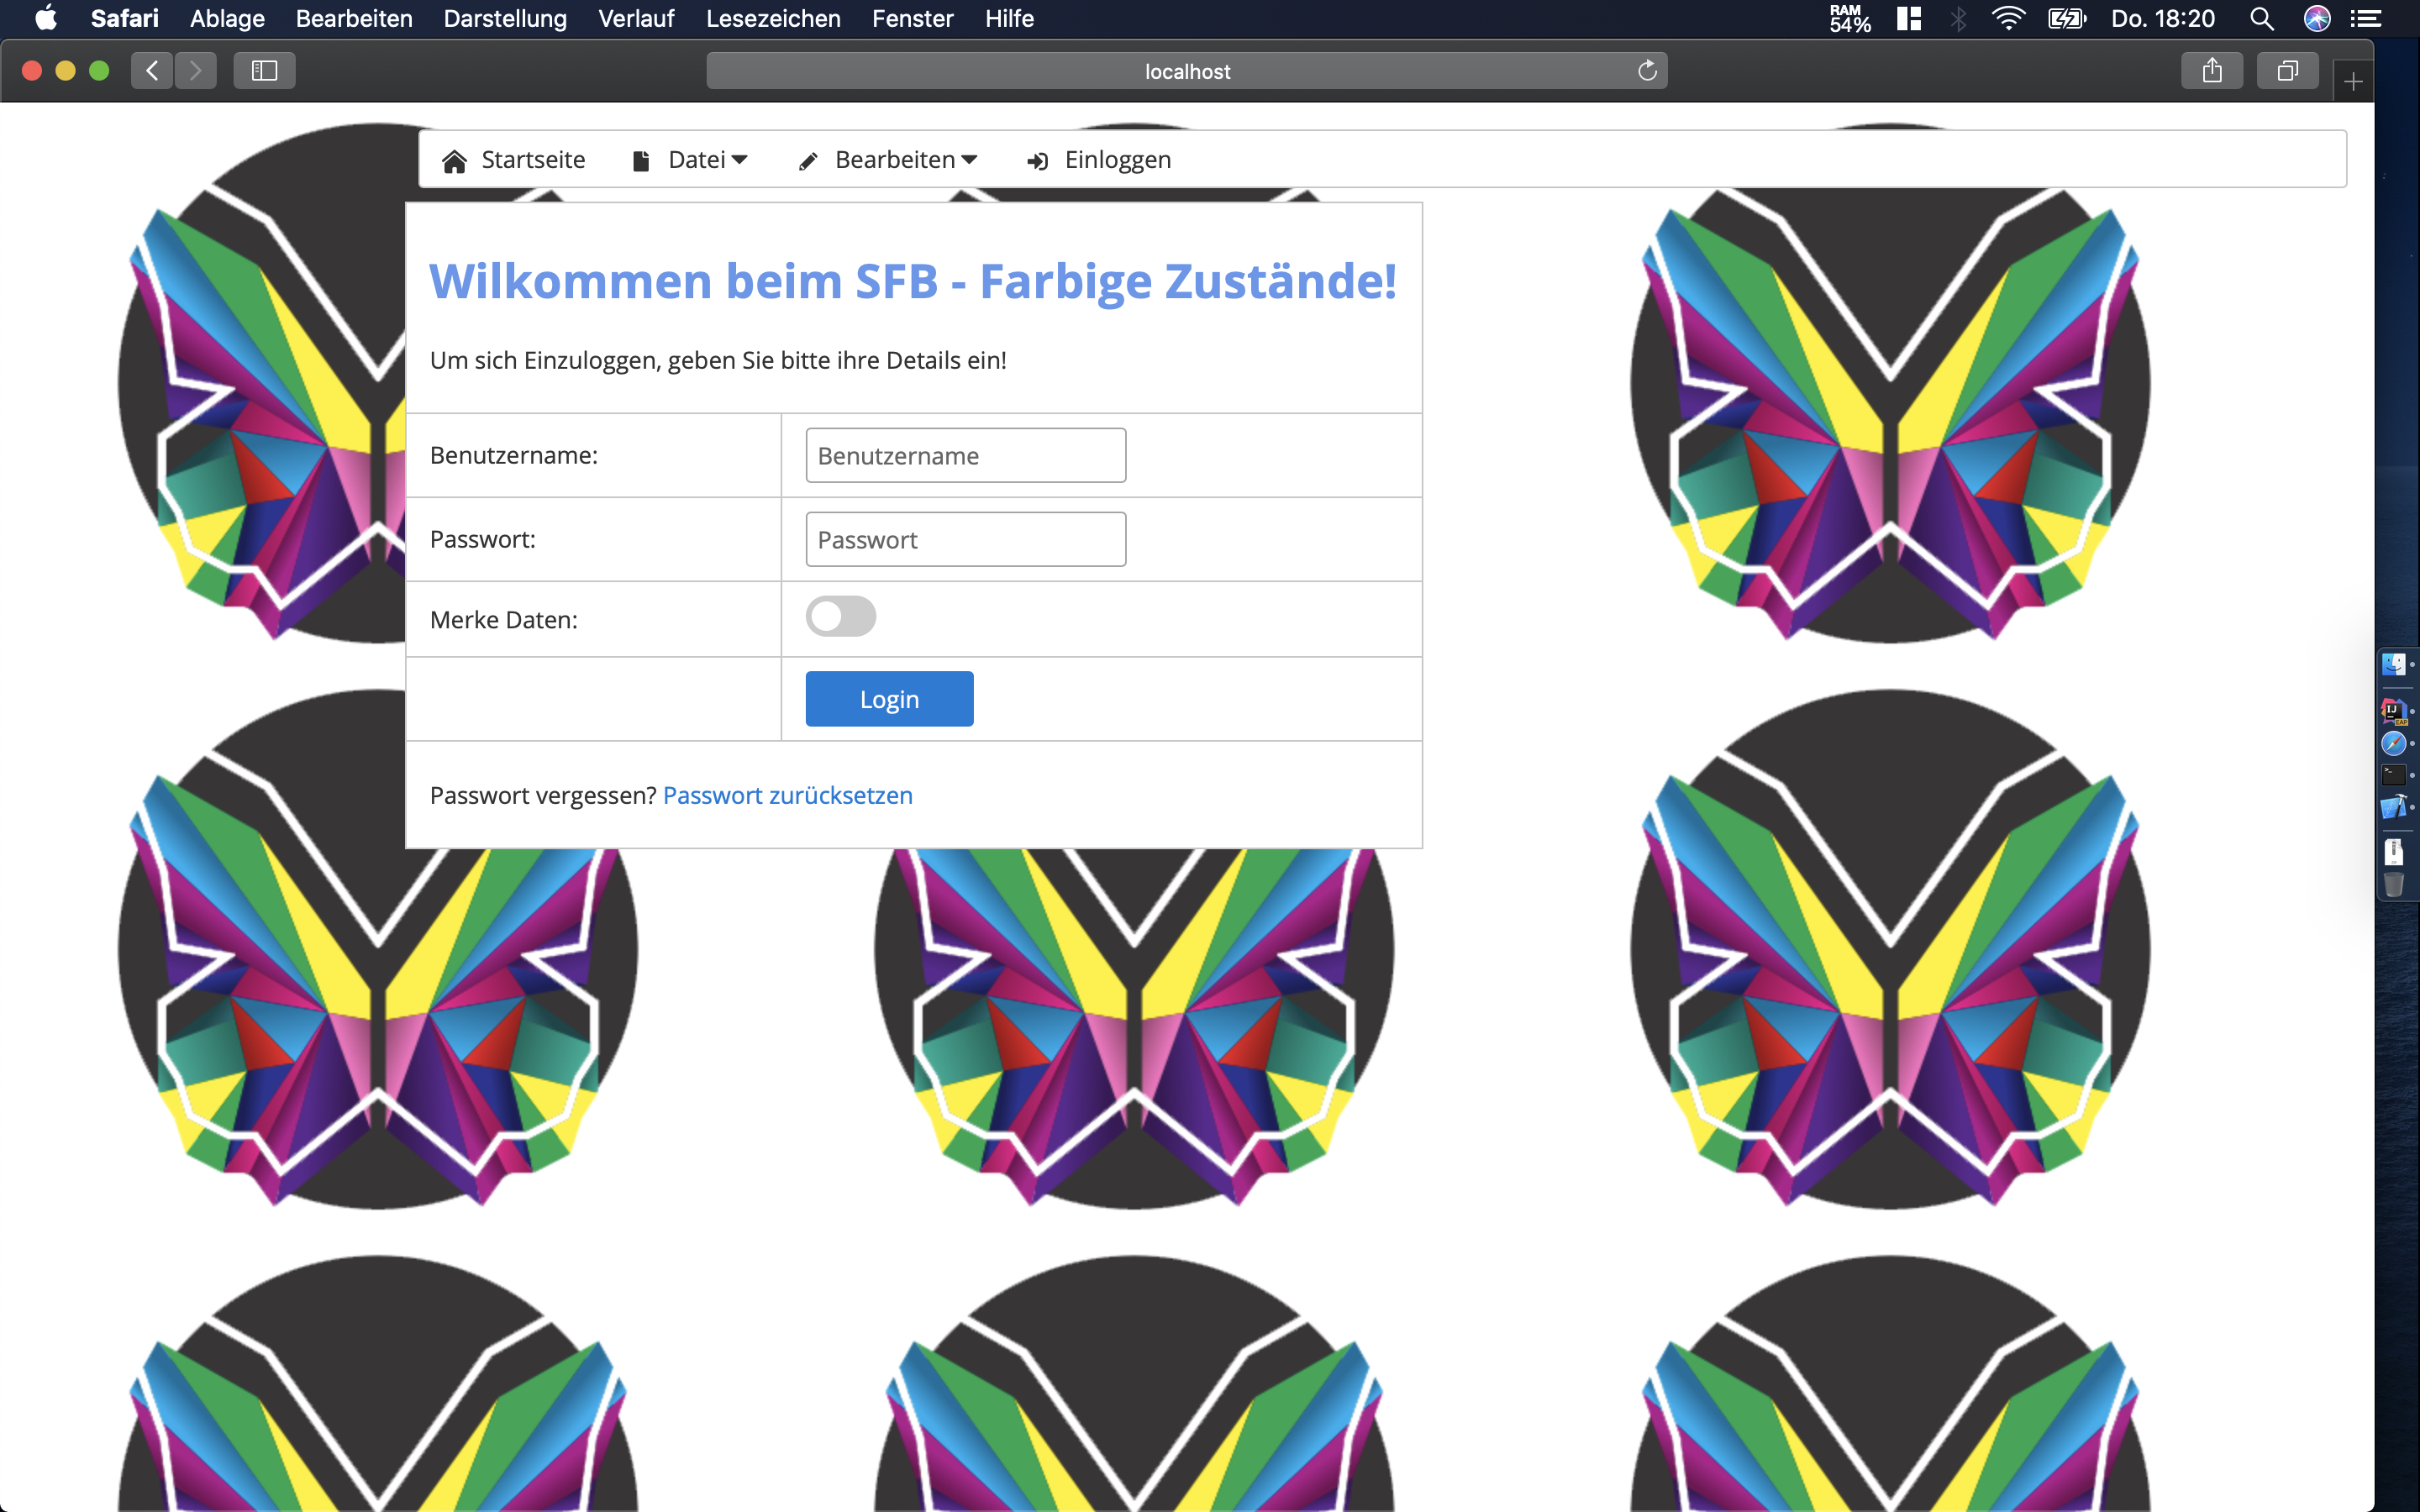 Safari Ablage Bearbeiten Darstellung Verlauf Lesezeichen Fenster Hilfe RAM 54% Do. 18:20
localhost
Startseite Datei Bearbeiten Einloggen
Wilkommen beim SFB - Farbige Zustände!
Um sich Einzuloggen, geben Sie bitte ihre Details ein!
Benutzername: Benutzername
Passwort: Passwort
Merke Daten:
Login
Passwort vergessen? Passwort zurücksetzen
IJ
EAP